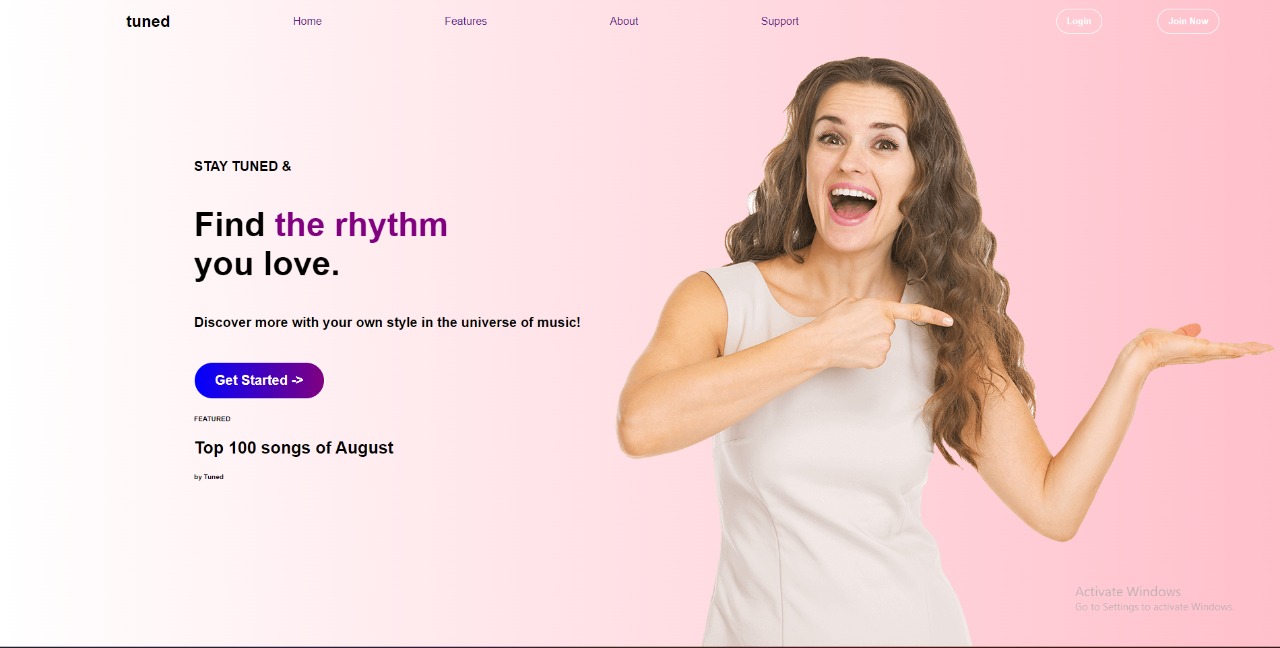 tuned
Home
Features
About
Support
Login
Join Now
STAY TUNED &
Find the rhythm
you love.
Discover more with your own style in the universe of music!
Get Started ->
FEATURED
Top 100 songs of August
by Tuned
Activate Windows
Go to Settings to activate Windows.